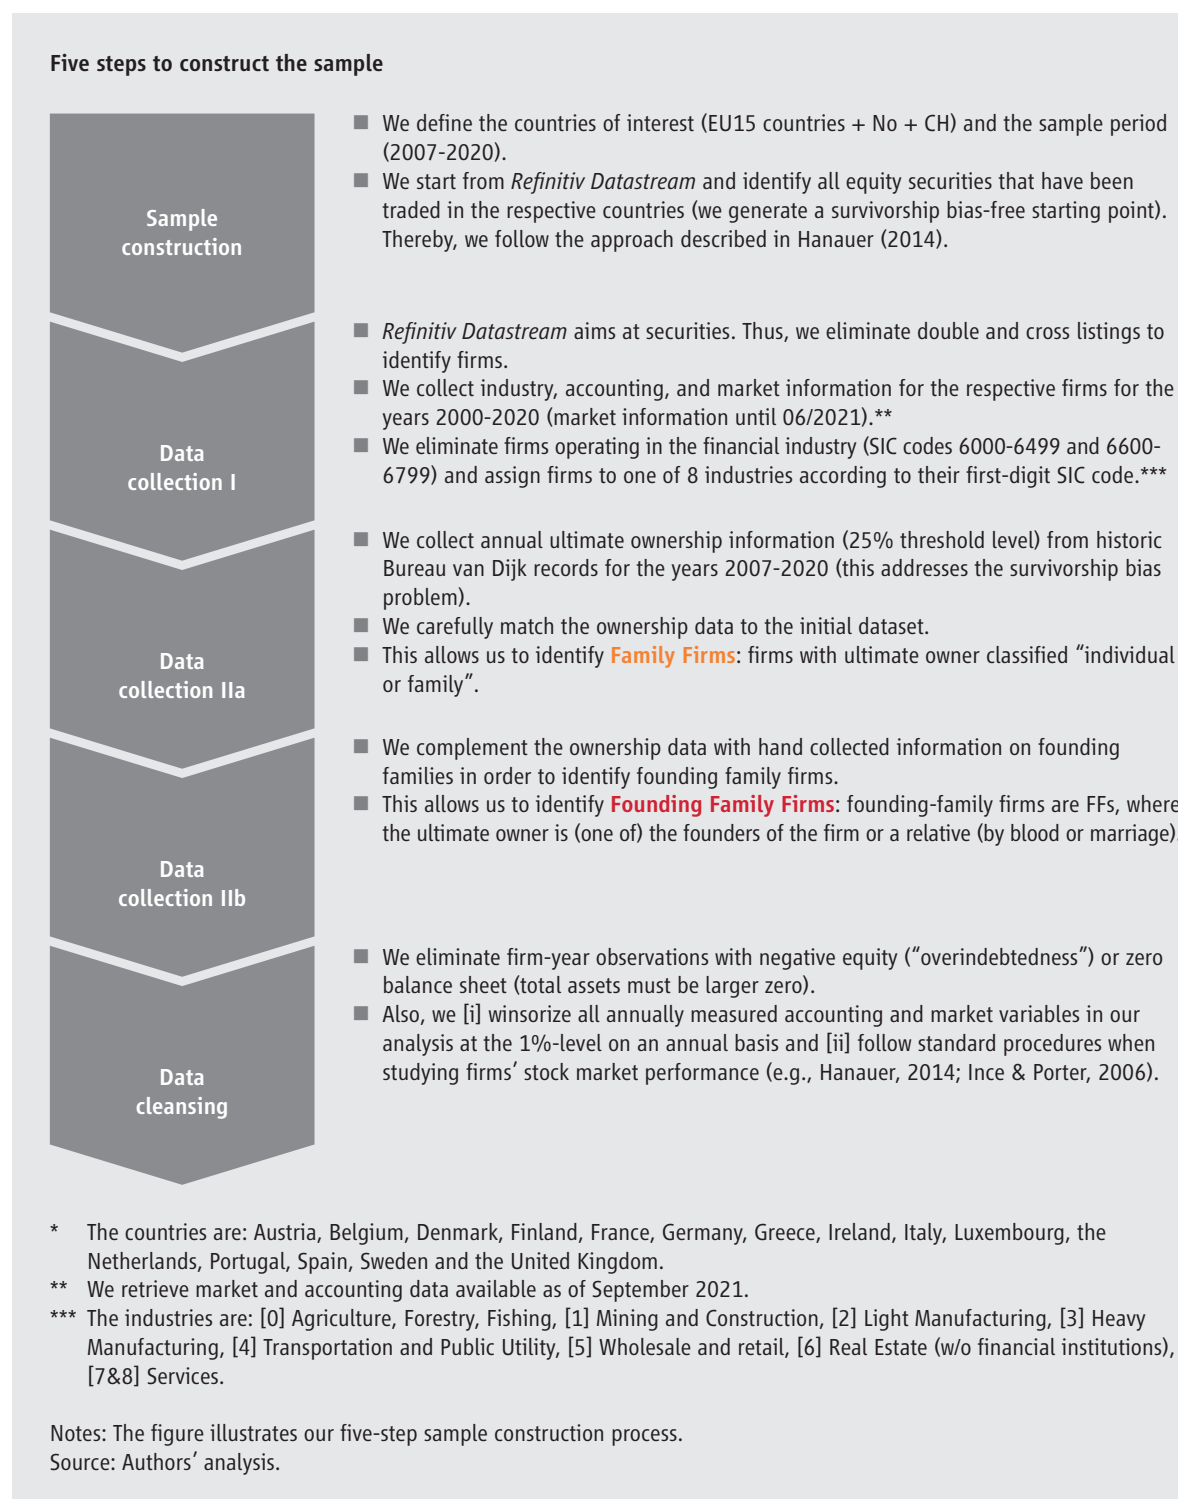 Five steps to construct the sample
Sample
construction
■ We define the countries of interest (EU15 countries + No + CH) and the sample period
(2007-2020).
■ We start from Refinitiv Datastream and identify all equity securities that have been
traded in the respective countries (we generate a survivorship bias-free starting point).
Thereby, we follow the approach described in Hanauer (2014).
Data
collection I
■ Refinitiv Datastream aims at securities. Thus, we eliminate double and cross listings to
identify firms.
■ We collect industry, accounting, and market information for the respective firms for the
years 2000-2020 (market information until 06/2021).**
■ We eliminate firms operating in the financial industry (SIC codes 6000-6499 and 6600-
6799) and assign firms to one of 8 industries according to their first-digit SIC code.***
Data
collection IIa
■ We collect annual ultimate ownership information (25% threshold level) from historic
Bureau van Dijk records for the years 2007-2020 (this addresses the survivorship bias
problem).
■ We carefully match the ownership data to the initial dataset.
■ This allows us to identify Family Firms: firms with ultimate owner classified “individual
or family”.
Data
collection IIb
■ We complement the ownership data with hand collected information on founding
families in order to identify founding family firms.
■ This allows us to identify Founding Family Firms: founding-family firms are FFs, where
the ultimate owner is (one of) the founders of the firm or a relative (by blood or marriage).
Data
cleansing
■ We eliminate firm-year observations with negative equity (“overindebtedness”) or zero
balance sheet (total assets must be larger zero).
■ Also, we [i] winsorize all annually measured accounting and market variables in our
analysis at the 1%-level on an annual basis and [ii] follow standard procedures when
studying firms’ stock market performance (e.g., Hanauer, 2014; Ince & Porter, 2006).
* The countries are: Austria, Belgium, Denmark, Finland, France, Germany, Greece, Ireland, Italy, Luxembourg, the
Netherlands, Portugal, Spain, Sweden and the United Kingdom.
** We retrieve market and accounting data available as of September 2021.
*** The industries are: [0] Agriculture, Forestry, Fishing, [1] Mining and Construction, [2] Light Manufacturing, [3] Heavy
Manufacturing, [4] Transportation and Public Utility, [5] Wholesale and retail, [6] Real Estate (w/o financial institutions),
[7&8] Services.
Notes: The figure illustrates our five-step sample construction process.
Source: Authors’ analysis.